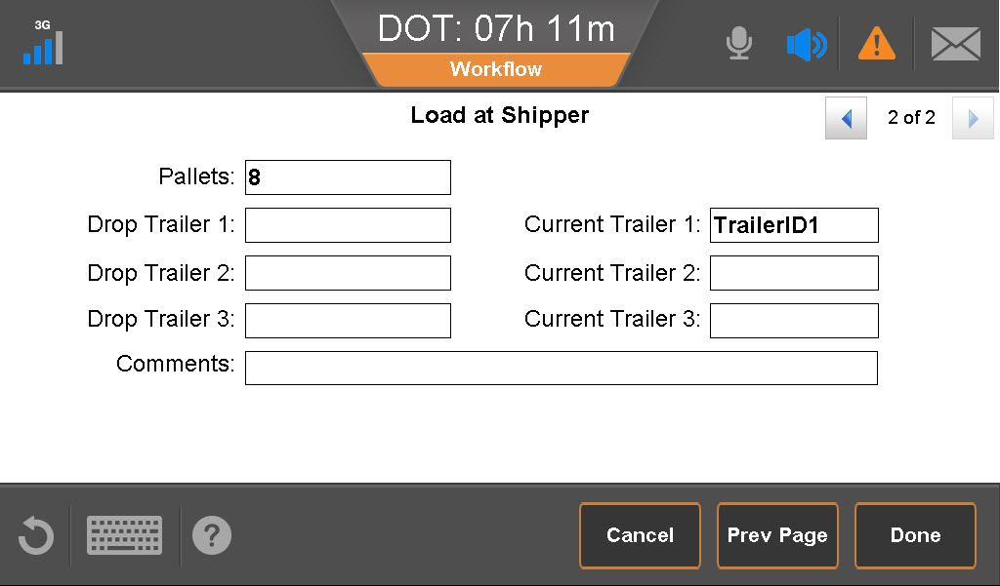 3G
DOT: 07h 11m
Workflow
Load at Shipper
2 of 2
Pallets: 8
Drop Trailer 1:
Current Trailer 1: TrailerID1
Drop Trailer 2:
Current Trailer 2:
Drop Trailer 3:
Current Trailer 3:
Comments:
?
Cancel
Prev Page
Done